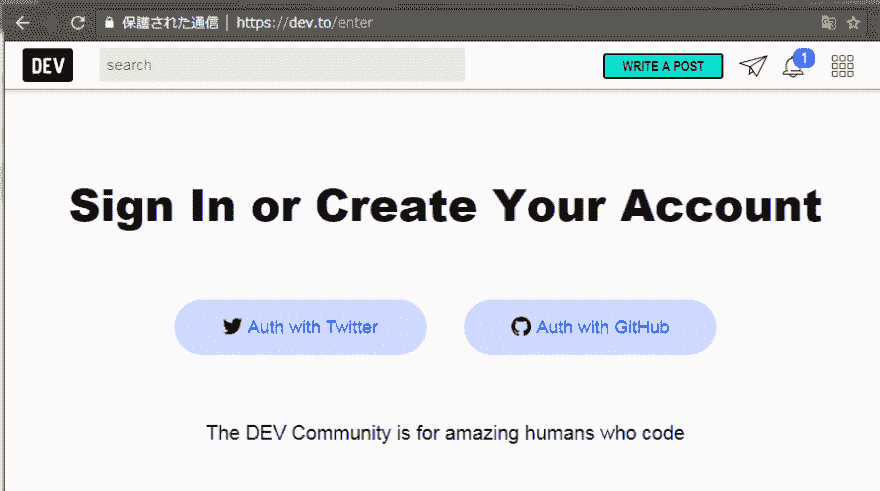 保護された通信 | https://dev.to/enter
DEV search WRITE A POST 1
Sign In or Create Your Account
Auth with Twitter Auth with GitHub
The DEV Community is for amazing humans who code